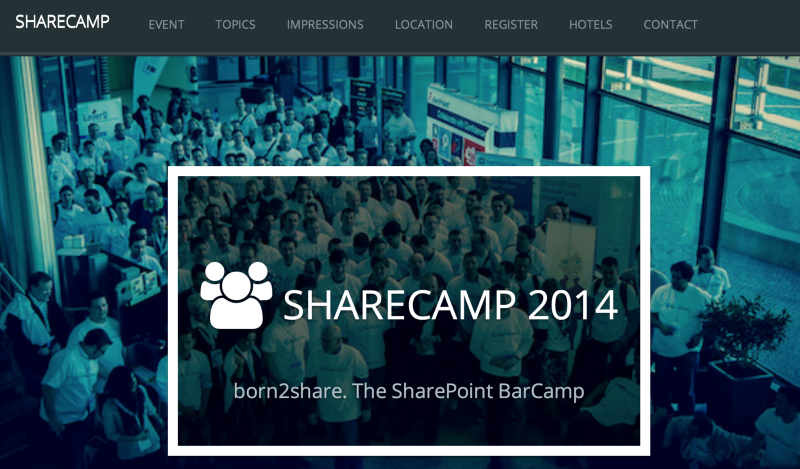 SHARECAMP
EVENT
TOPICS
IMPRESSIONS
LOCATION
REGISTER
HOTELS
CONTACT
SHARECAMP 2014
born2share. The SharePoint BarCamp